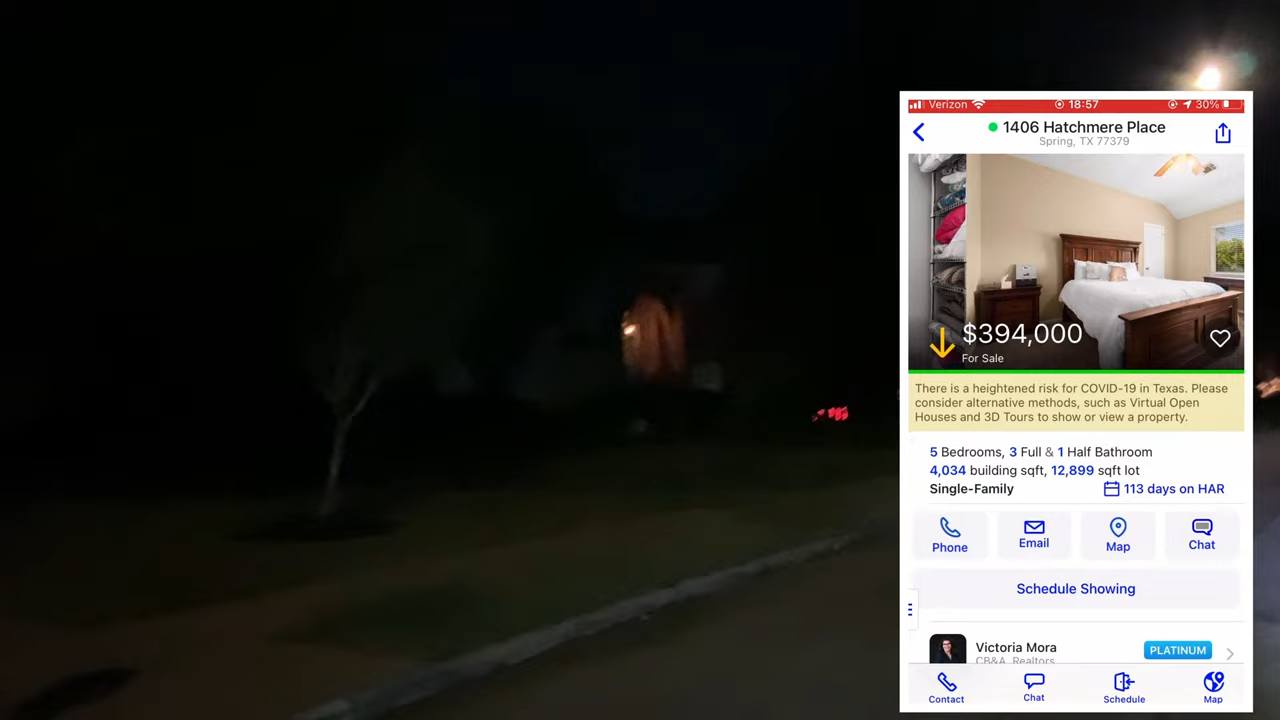 Verizon 18:57 30%
1406 Hatchmere Place
Spring, TX 77379
$394,000
For Sale
There is a heightened risk for COVID-19 in Texas. Please
consider alternative methods, such as Virtual Open
Houses and 3D Tours to show or view a property.
5 Bedrooms, 3 Full & 1 Half Bathroom
4,034 building sqft, 12,899 sqft lot
Single-Family 113 days on HAR
Phone Email Map Chat
Schedule Showing
Victoria Mora PLATINUM
CB&A, Realtors
Contact Chat Schedule Map